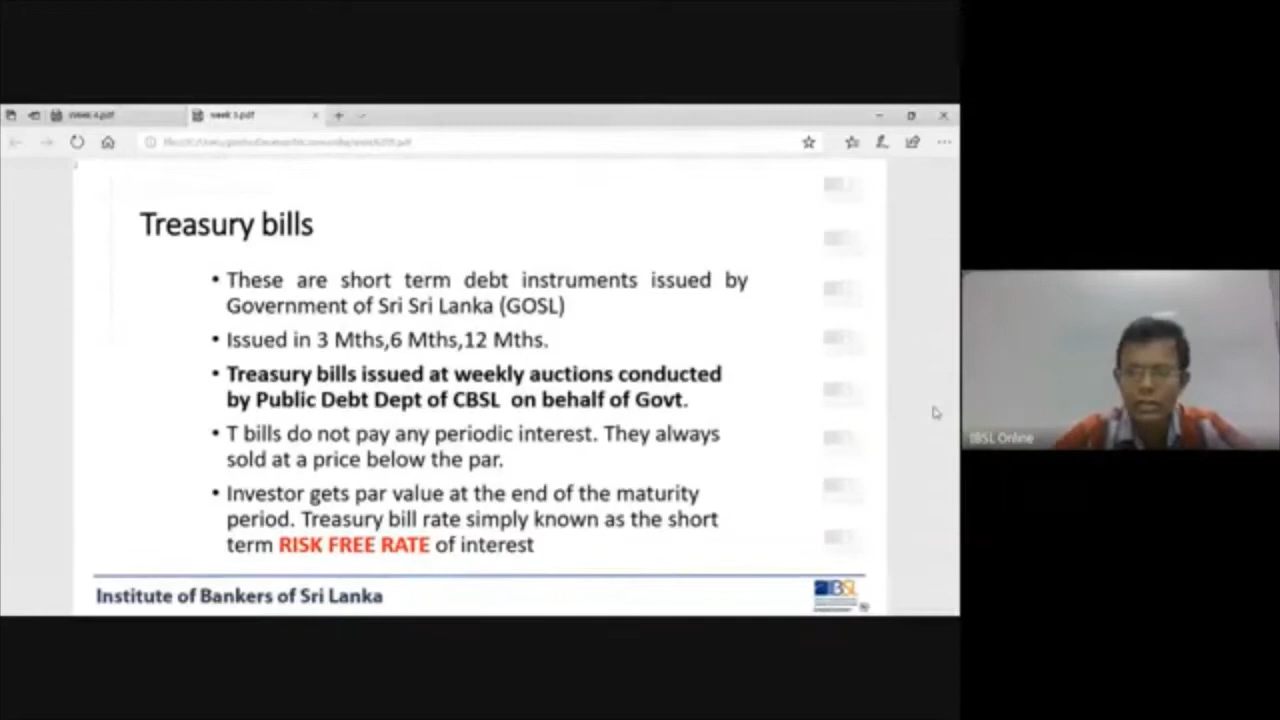 Week 4.pdf
week 5.pdf
Treasury bills
• These are short term debt instruments issued by
Government of Sri Sri Lanka (GOSL)
• Issued in 3 Mths,6 Mths,12 Mths.
• Treasury bills issued at weekly auctions conducted
by Public Debt Dept of CBSL on behalf of Govt.
• T bills do not pay any periodic interest. They always
sold at a price below the par.
• Investor gets par value at the end of the maturity
period. Treasury bill rate simply known as the short
term RISK FREE RATE of interest
Institute of Bankers of Sri Lanka
IBSL
IBSL Online